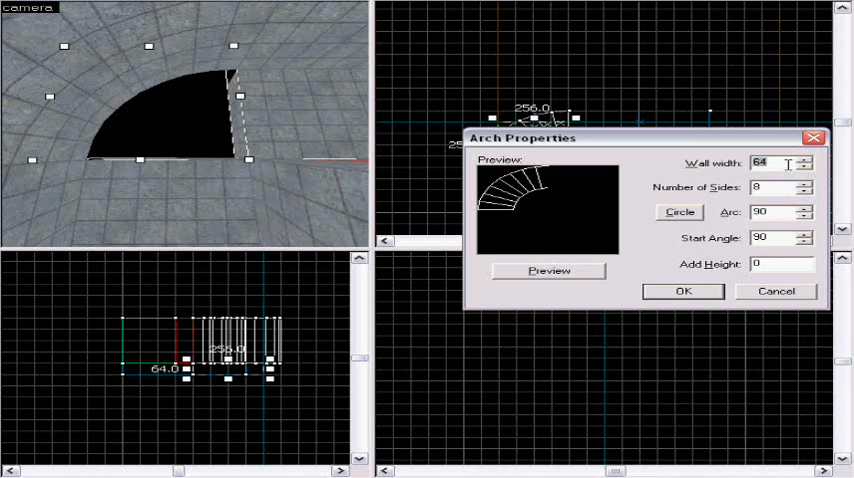 camera
256.0
25
Arch Properties
Preview:
Wall width: 64
Number of Sides: 8
Circle Arc: 90
Start Angle: 90
Add Height: 0
Preview
OK Cancel
256.0
64.0